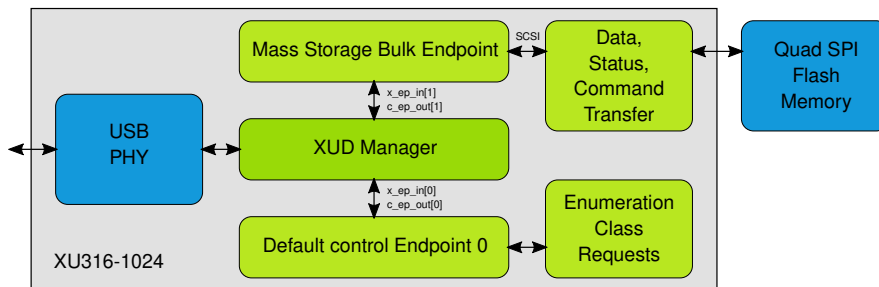 Mass Storage Bulk Endpoint
SCSI
Data,
Status,
Command
Transfer
Quad SPI
Flash
Memory
x_ep_in[1]
c_ep_out[1]
USB
PHY
XUD Manager
x_ep_in[0]
c_ep_out[0]
Default control Endpoint 0
Enumeration
Class
Requests
XU316-1024